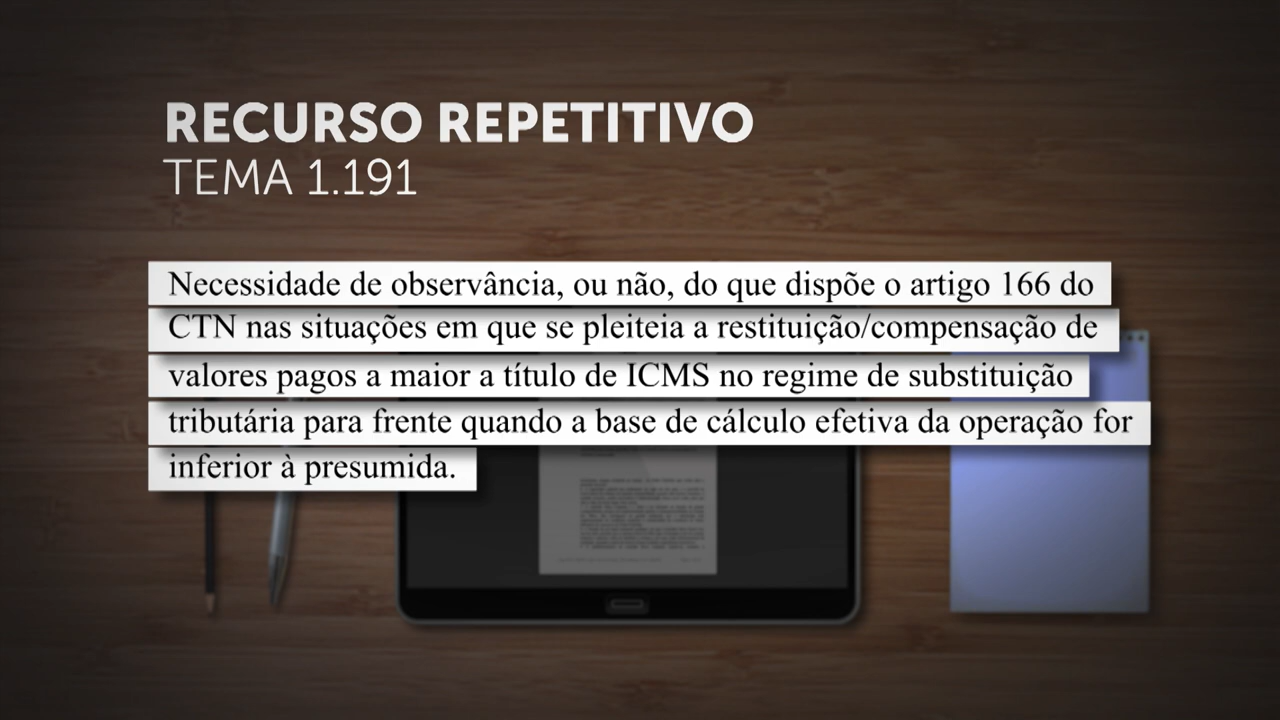 RECURSO REPETITIVO
TEMA 1.191
Necessidade de observância, ou não, do que dispõe o artigo 166 do
CTN nas situações em que se pleiteia a restituição/compensação de
valores pagos a maior a título de ICMS no regime de substituição
tributária para frente quando a base de cálculo efetiva da operação for
inferior à presumida.